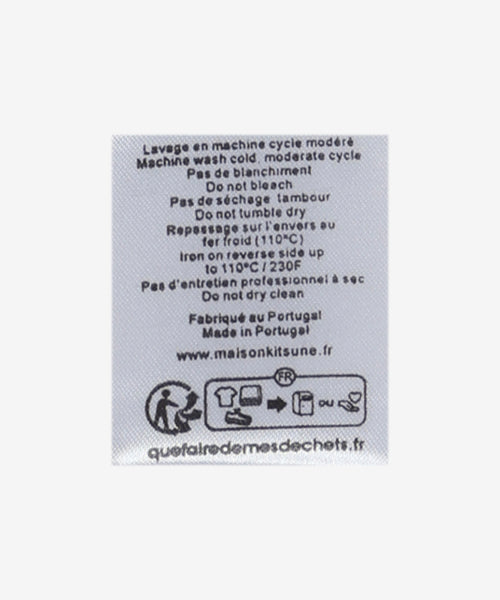 Lavage en machine cycle modéré
Machine wash cold, moderate cycle
Pas de blanchiment
Do not bleach
Pas de séchage tambour
Do not tumble dry
Repassage sur l'envers au
fer froid (110°C)
Iron on reverse side up
to 110°C / 230F
Pas d'entretien professionnel à sec
Do not dry clean
Fabriqué au Portugal
Made in Portugal
www.maisonkitsune.fr
FR
OU
quefairedemesdechets.fr